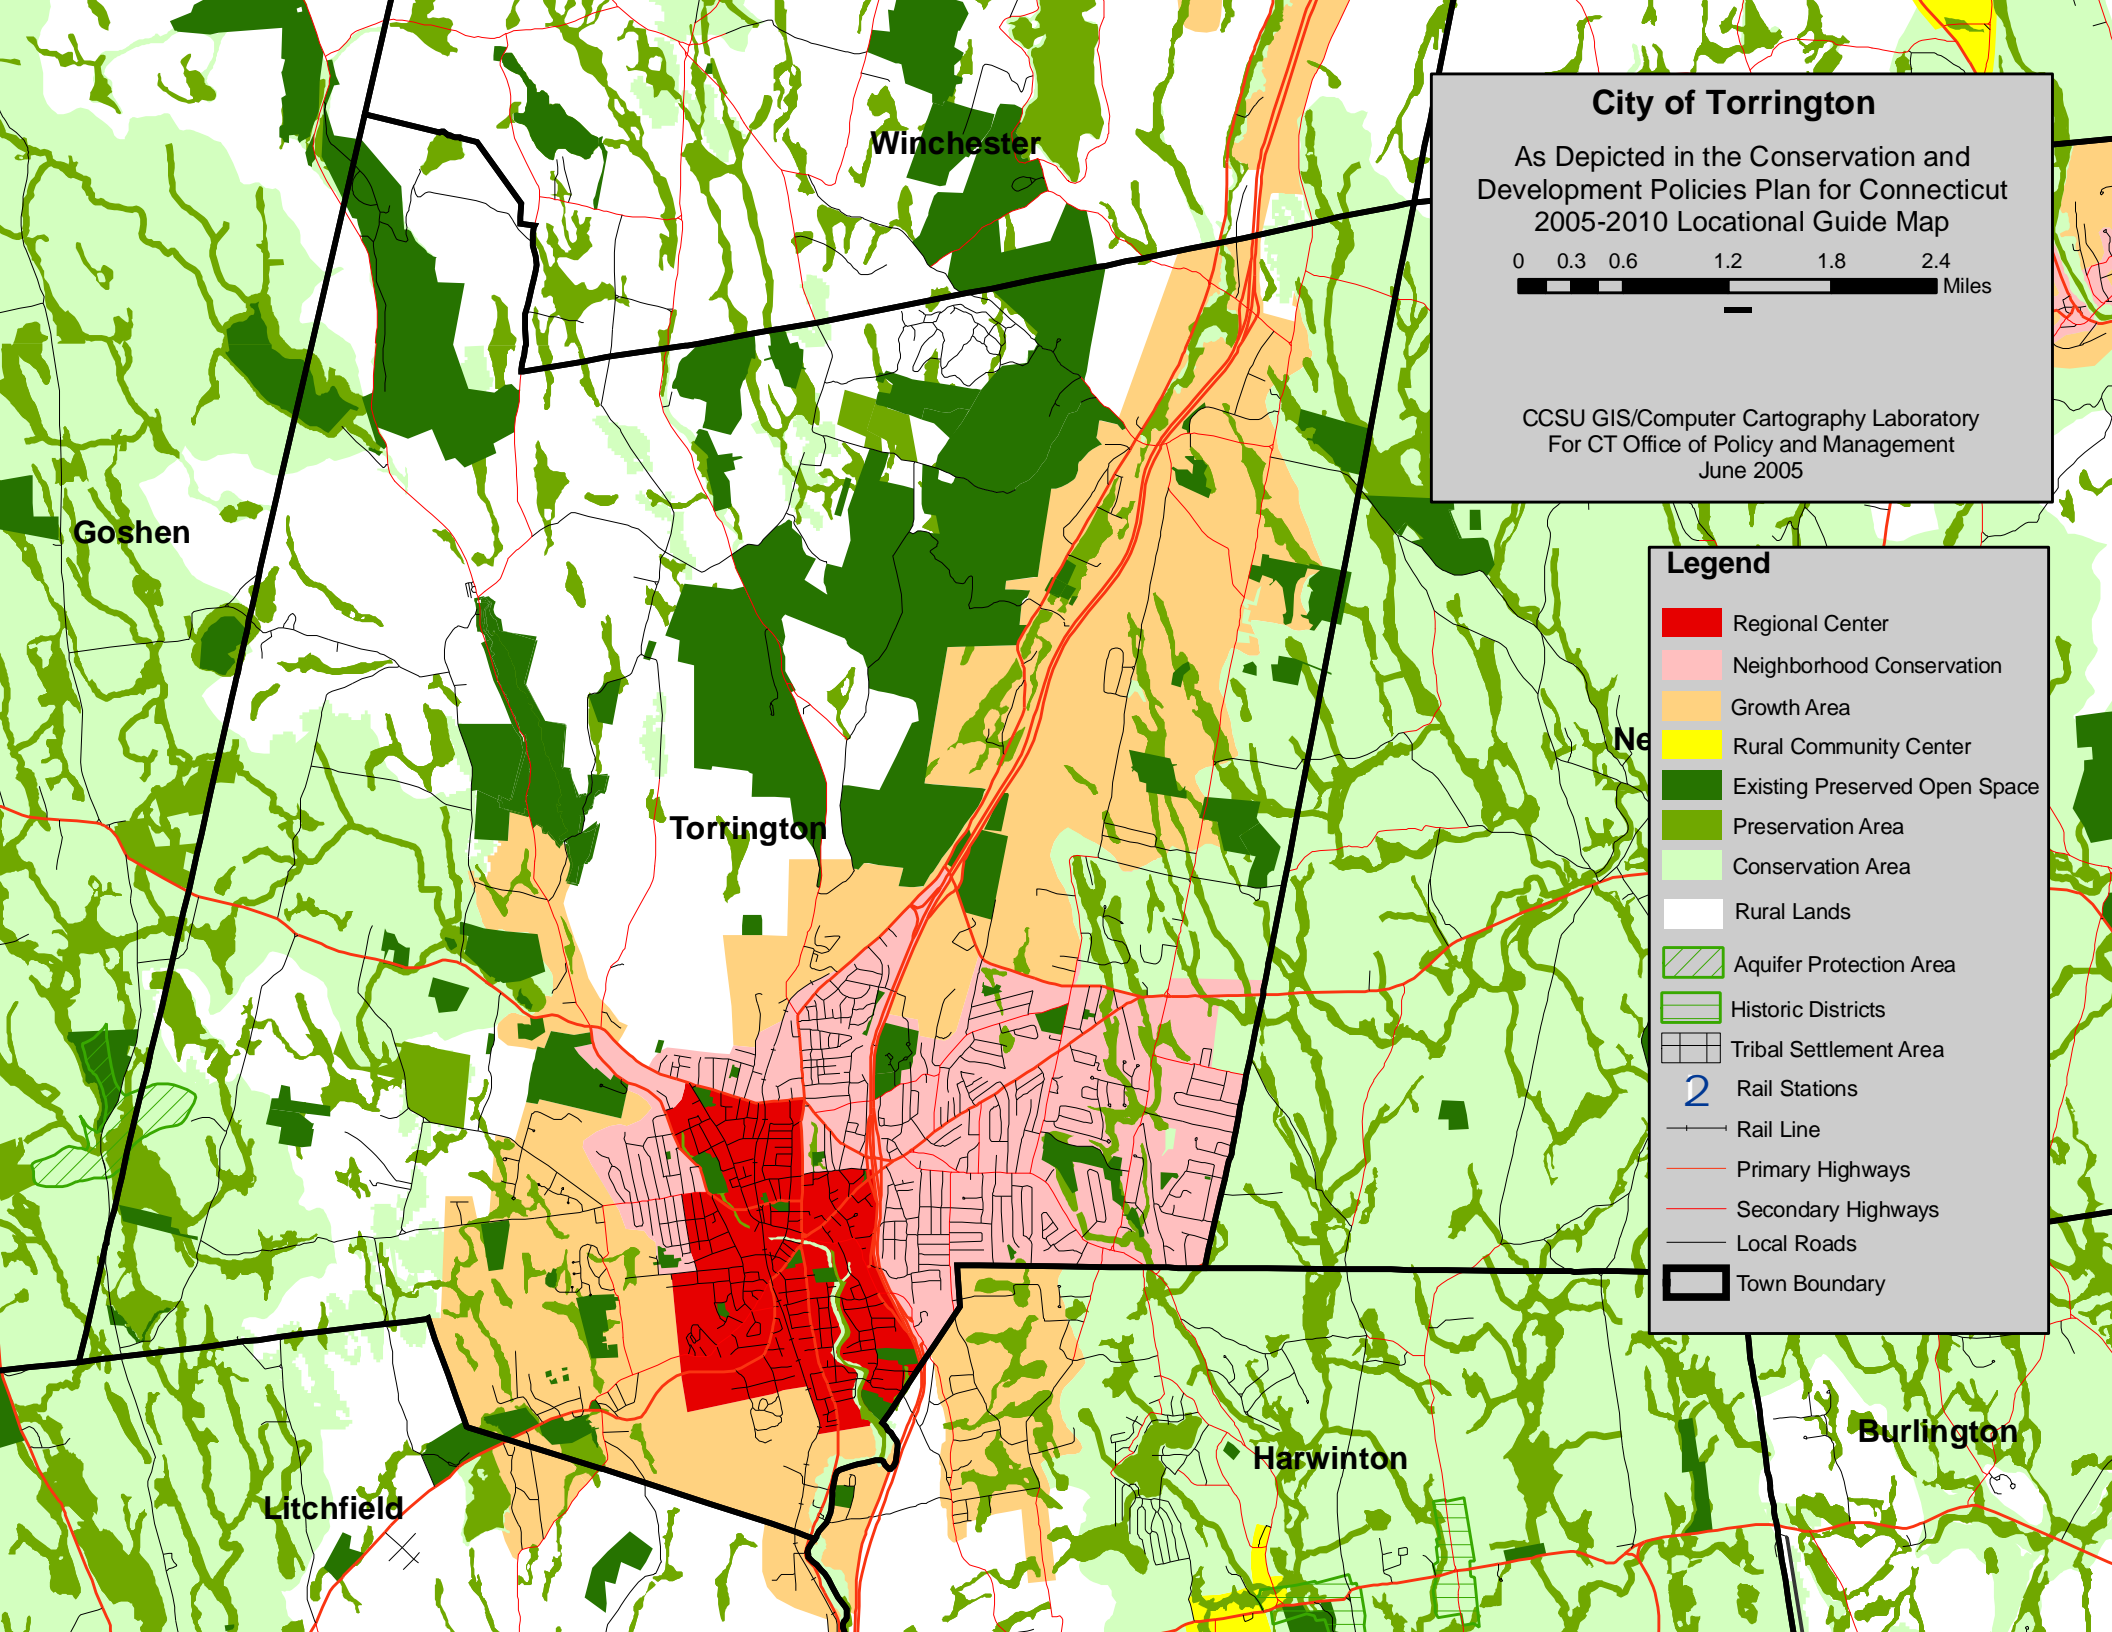 City of Torrington
As Depicted in the Conservation and
Development Policies Plan for Connecticut
2005-2010 Locational Guide Map
0 0.3 0.6 1.2 1.8 2.4
Miles
CCSU GIS/Computer Cartography Laboratory
For CT Office of Policy and Management
June 2005
Winchester
Goshen
Torrington
Ne
Litchfield
Harwinton
Burlington
Legend
Regional Center
Neighborhood Conservation
Growth Area
Rural Community Center
Existing Preserved Open Space
Preservation Area
Conservation Area
Rural Lands
Aquifer Protection Area
Historic Districts
Tribal Settlement Area
2 Rail Stations
Rail Line
Primary Highways
Secondary Highways
Local Roads
Town Boundary